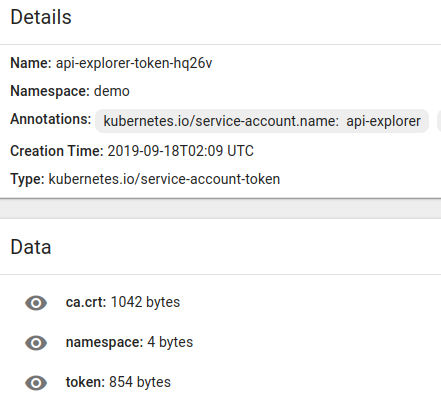 Details
Name: api-explorer-token-hq26v
Namespace: demo
Annotations: kubernetes.io/service-account.name: api-explorer
Creation Time: 2019-09-18T02:09 UTC
Type: kubernetes.io/service-account-token
Data
ca.crt: 1042 bytes
namespace: 4 bytes
token: 854 bytes